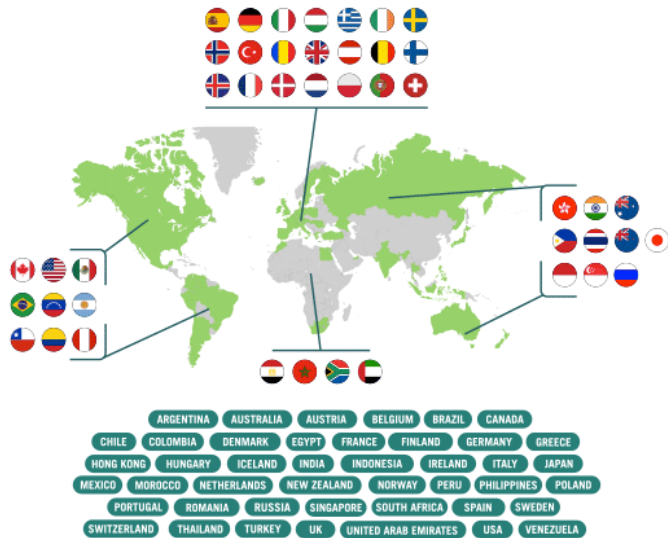 ARGENTINA AUSTRALIA AUSTRIA BELGIUM BRAZIL CANADA
CHILE COLOMBIA DENMARK EGYPT FRANCE FINLAND GERMANY GREECE
HONG KONG HUNGARY ICELAND INDIA INDONESIA IRELAND ITALY JAPAN
MEXICO MOROCCO NETHERLANDS NEW ZEALAND NORWAY PERU PHILIPPINES POLAND
PORTUGAL ROMANIA RUSSIA SINGAPORE SOUTH AFRICA SPAIN SWEDEN
SWITZERLAND THAILAND TURKEY UK UNITED ARAB EMIRATES USA VENEZUELA